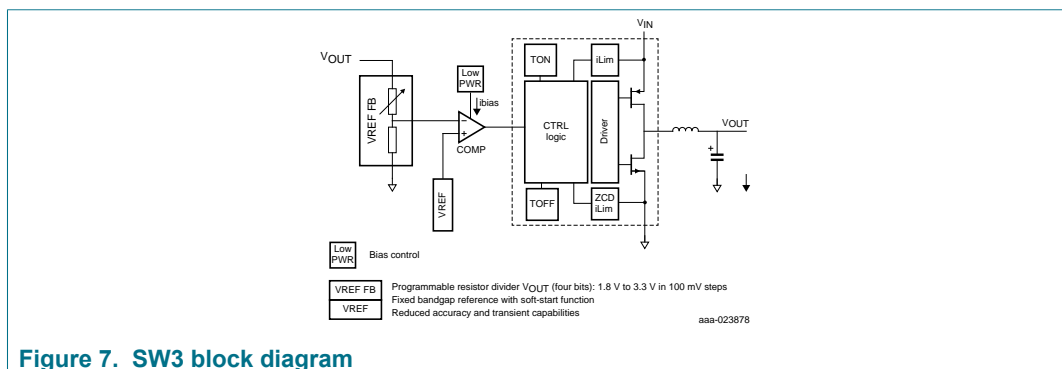 VIN
VOUT
TON
iLim
Low
PWR
ibias
VREF FB
−
+
COMP
CTRL
logic
Driver
VOUT
+
VREF
TOFF
ZCD
iLim
Low
PWR
Bias control
VREF FB
Programmable resistor divider VOUT (four bits): 1.8 V to 3.3 V in 100 mV steps
Fixed bandgap reference with soft-start function
VREF
Reduced accuracy and transient capabilities
aaa-023878
Figure 7. SW3 block diagram